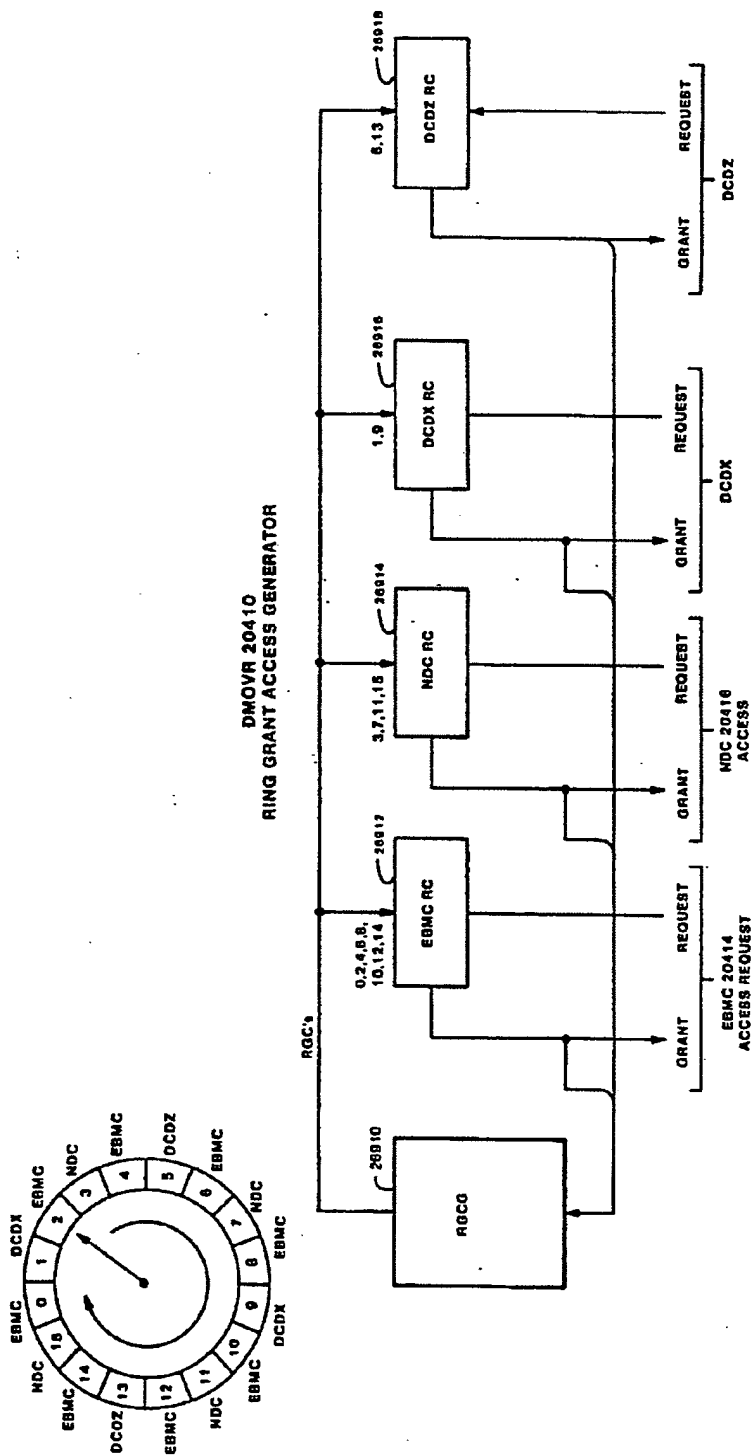 DMOVR 20410
RING GRANT ACCESS GENERATOR
EBMC
DCDX
EBMC
NDC
EBMC
DCDZ
EBMC
NDC
EBMC
DCDX
EBMC
NDC
EBMC
DCDZ
EBMC
NDC
0
1
2
3
4
5
6
7
8
9
10
11
12
13
14
15
RGC's
26910
RGCG
0,2,4,6,8,
10,12,14
26912
EBMC RC
3,7,11,15
26914
NDC RC
1,9
26916
DCDX RC
5,13
26918
DCDZ RC
GRANT
REQUEST
EBMC 20414
ACCESS REQUEST
GRANT
REQUEST
NDC 20416
ACCESS
GRANT
REQUEST
DCDX
GRANT
REQUEST
DCDZ